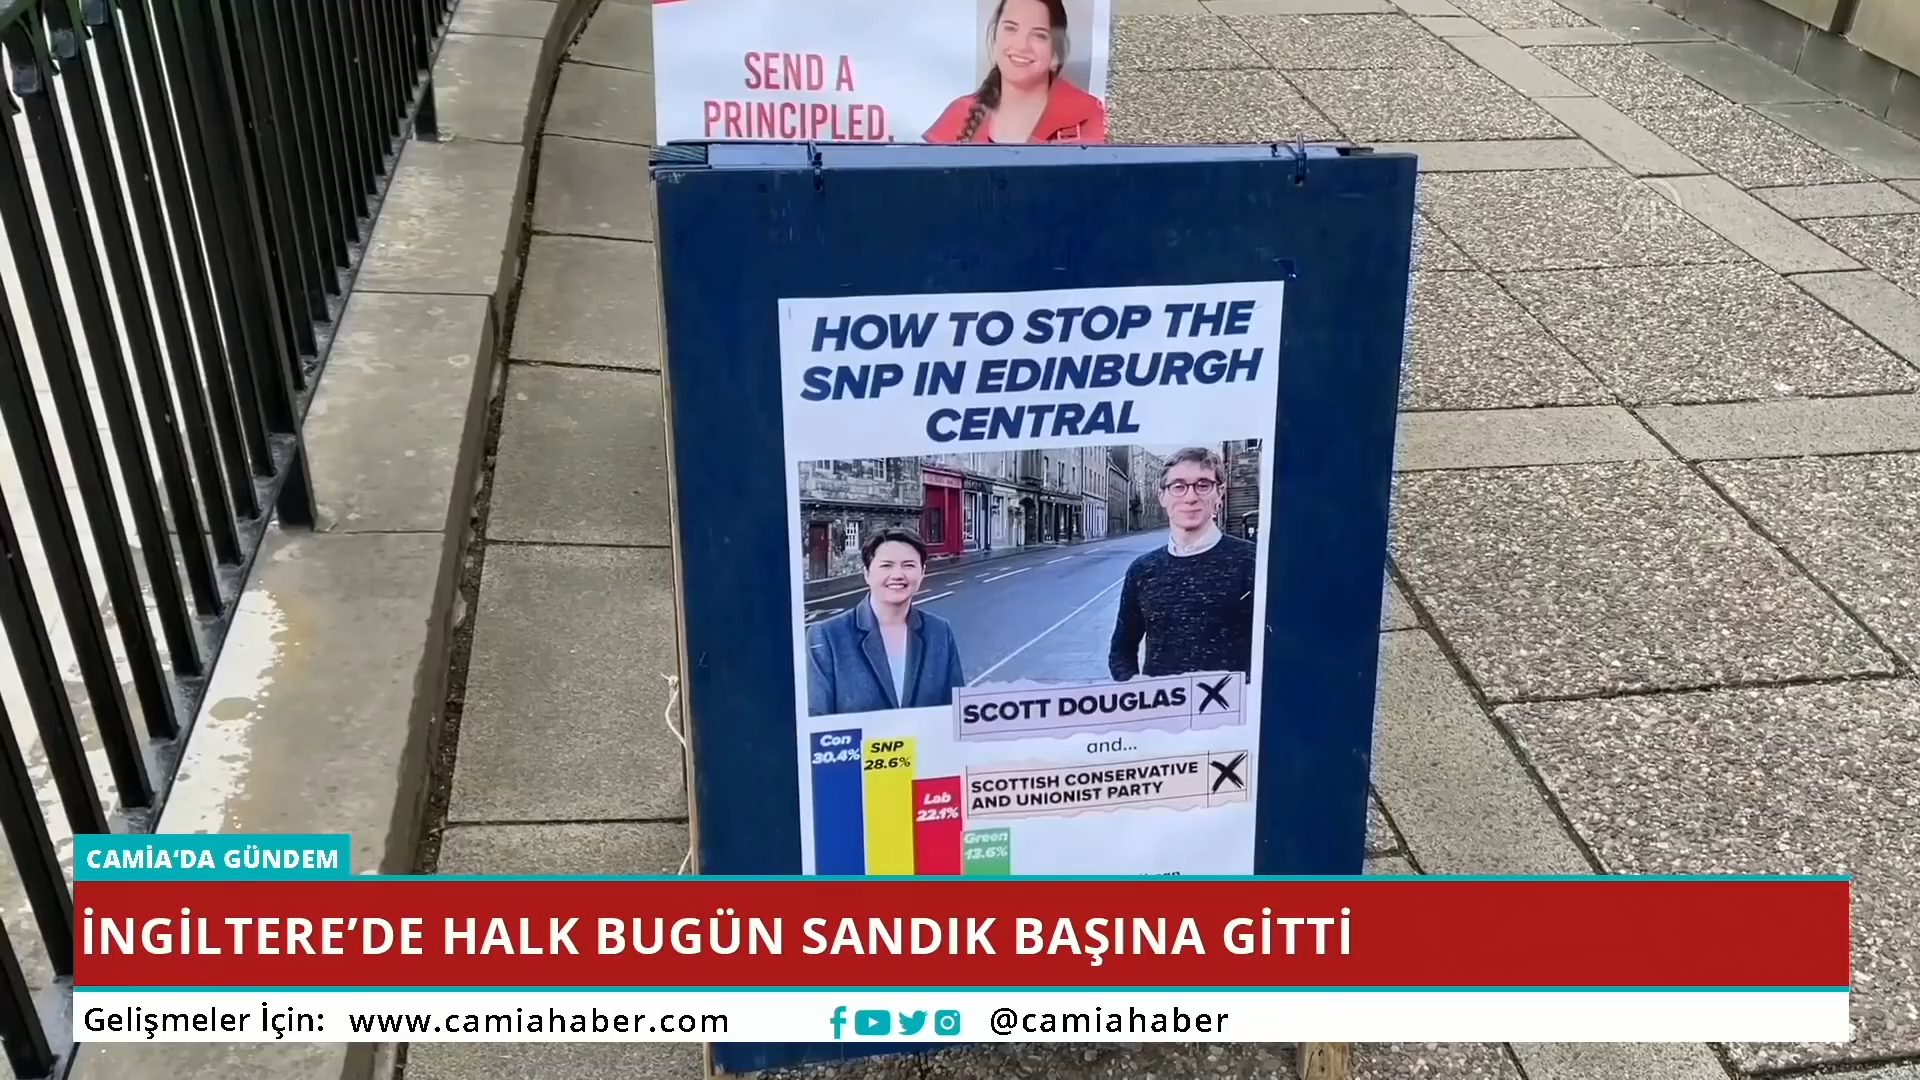 SEND A
PRINCIPLED,
HOW TO STOP THE
SNP IN EDINBURGH
CENTRAL
SCOTT DOUGLAS
and...
SCOTTISH CONSERVATIVE
AND UNIONIST PARTY
Con
30.4%
SNP
28.6%
Lab
22.1%
Green
13.6%
CAMİA'DA GÜNDEM
İNGİLTERE'DE HALK BUGÜN SANDIK BAŞINA GİTTİ
Gelişmeler İçin: www.camiahaber.com @camiahaber